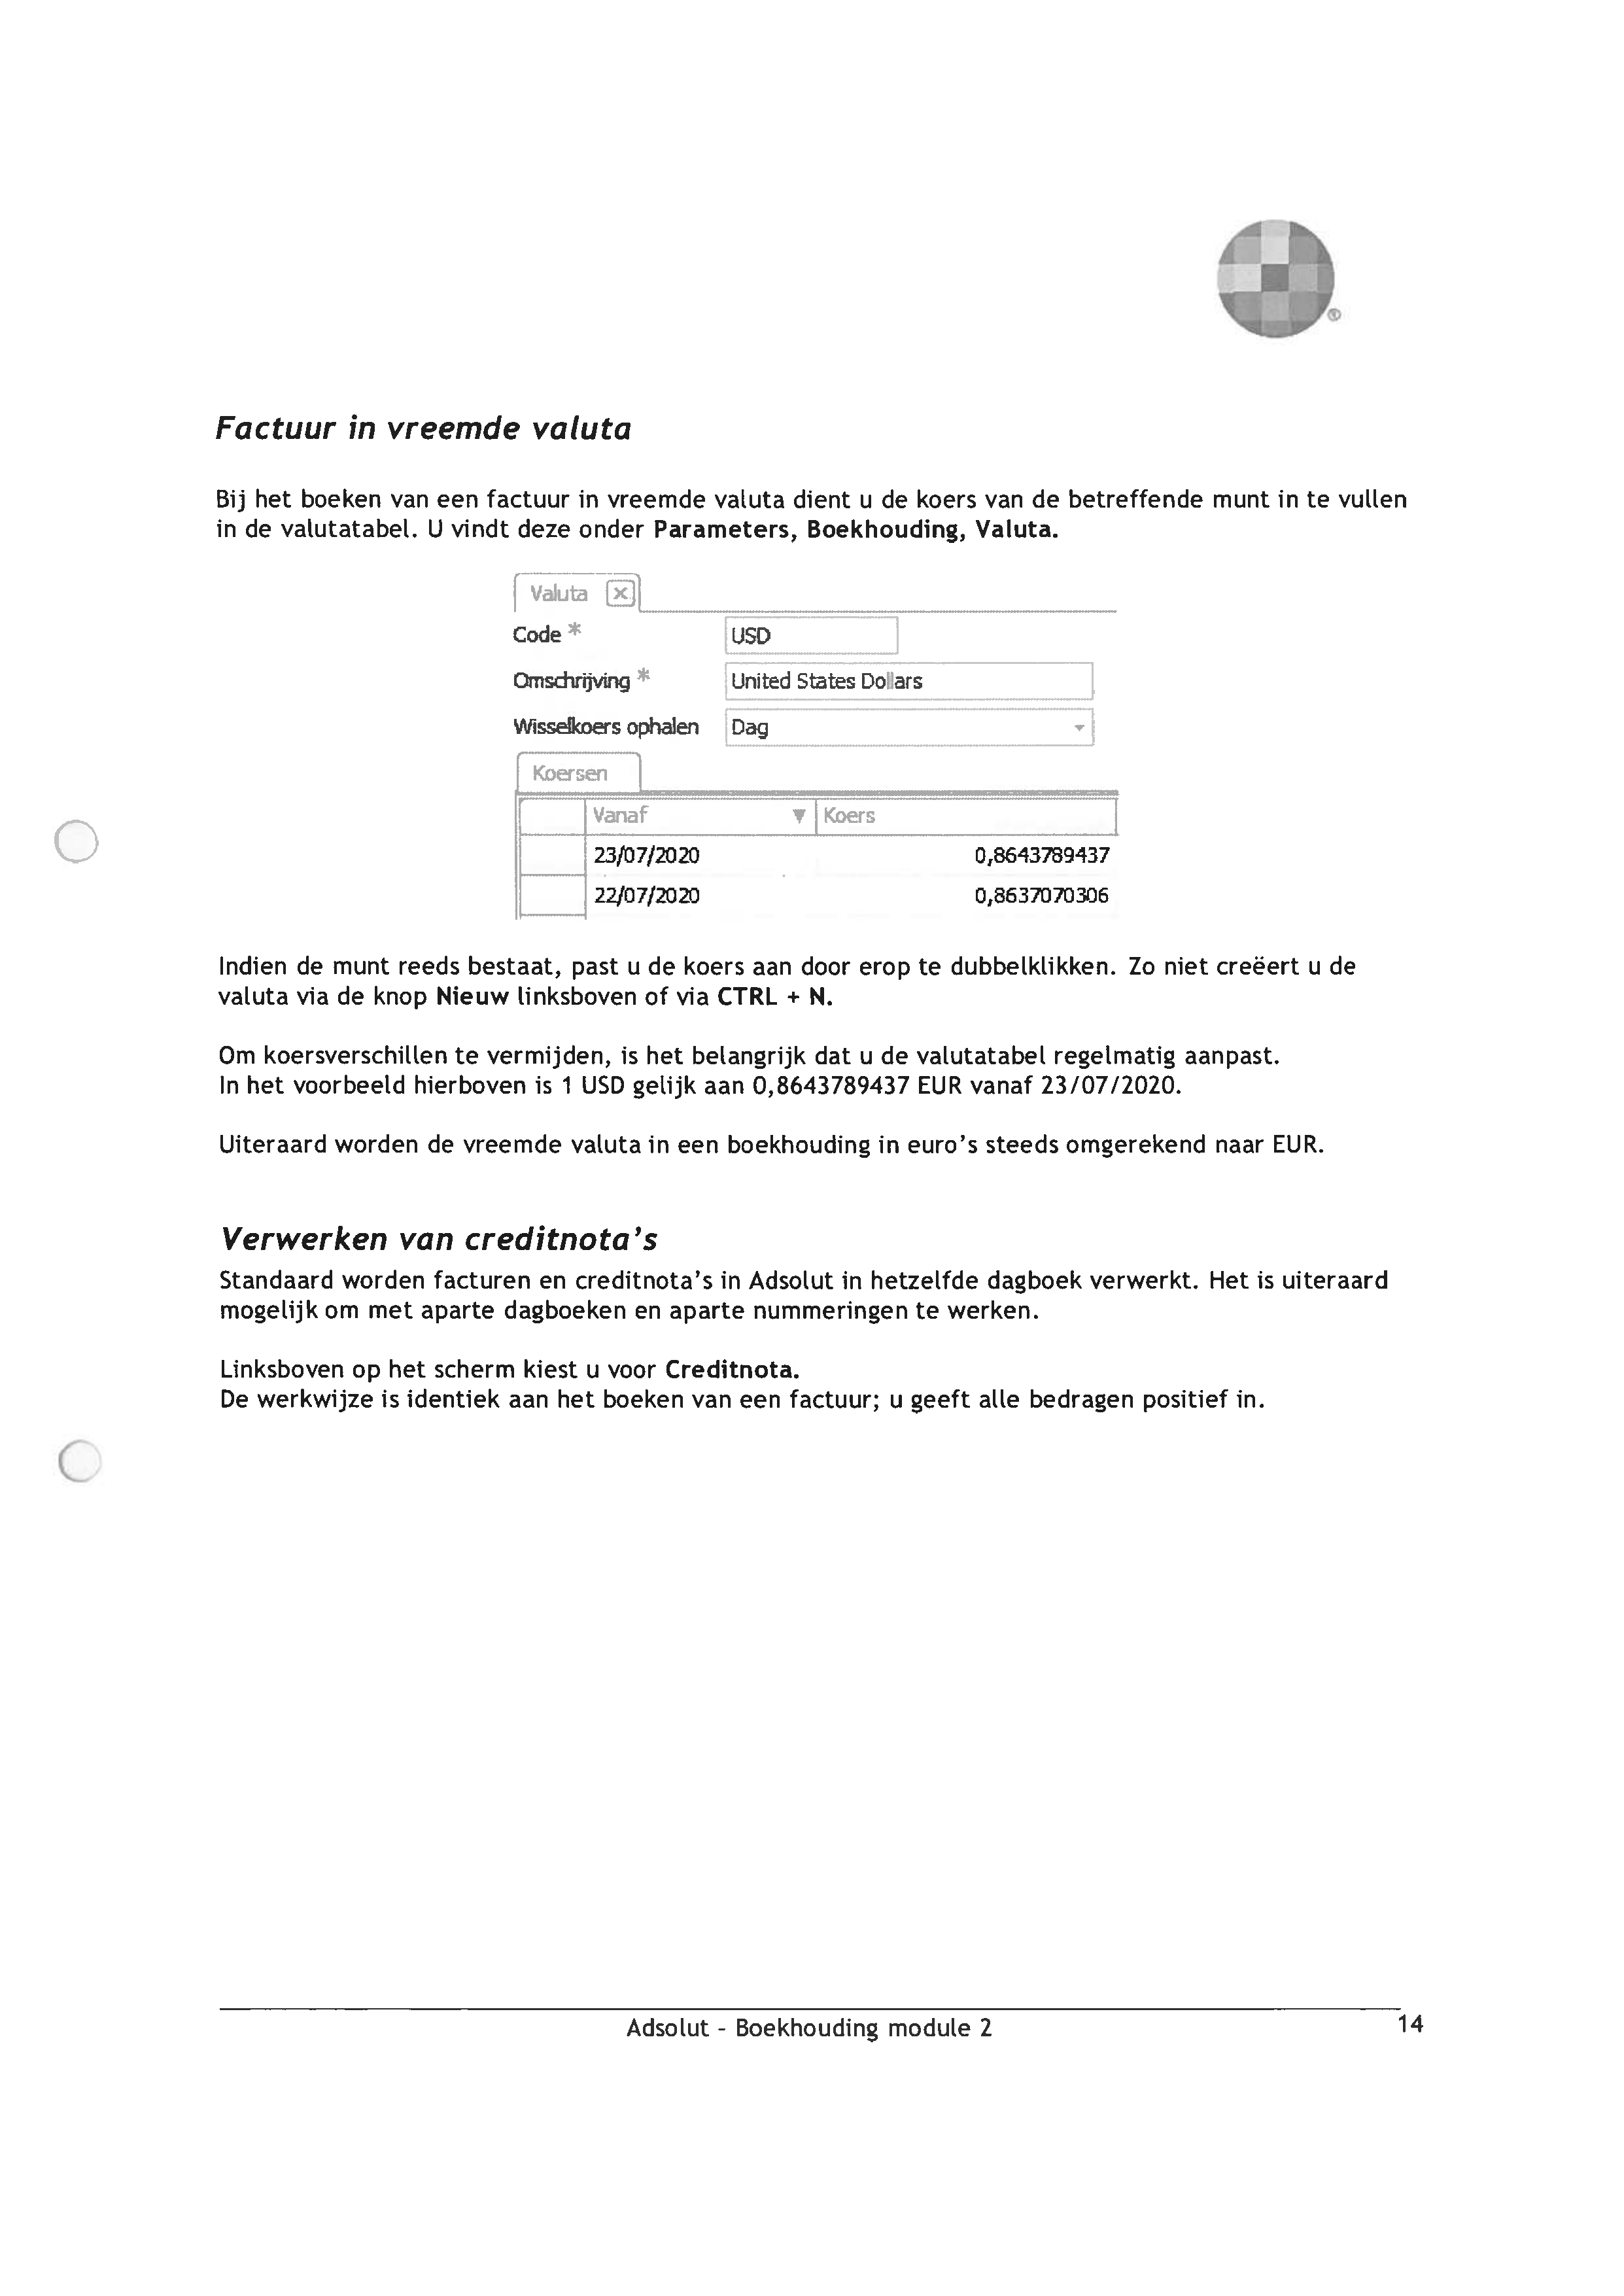 Factuur in vreemde valuta
Bij het boeken van een factuur in vreemde valuta dient u de koers van de betreffende munt in te vullen
in de valutatabel. U vindt deze onder Parameters, Boekhouding, Valuta.
Valuta
Code * USD
Omschrijving * United States Dollars
Wisselkoers ophalen Dag
Koersen
Vanaf Koers
23/07/2020 0,8643789437
22/07/2020 0,8637070306
Indien de munt reeds bestaat, past u de koers aan door erop te dubbelklikken. Zo niet creëert u de
valuta via de knop Nieuw linksboven of via CTRL + N.
Om koersverschillen te vermijden, is het belangrijk dat u de valutatabel regelmatig aanpast.
In het voorbeeld hierboven is 1 USD gelijk aan 0,8643789437 EUR vanaf 23/07/2020.
Uiteraard worden de vreemde valuta in een boekhouding in euro's steeds omgerekend naar EUR.
Verwerken van creditnota's
Standaard worden facturen en creditnota's in Adsolut in hetzelfde dagboek verwerkt. Het is uiteraard
mogelijk om met aparte dagboeken en aparte nummeringen te werken.
Linksboven op het scherm kiest u voor Creditnota.
De werkwijze is identiek aan het boeken van een factuur; u geeft alle bedragen positief in.
Adsolut - Boekhouding module 2 14